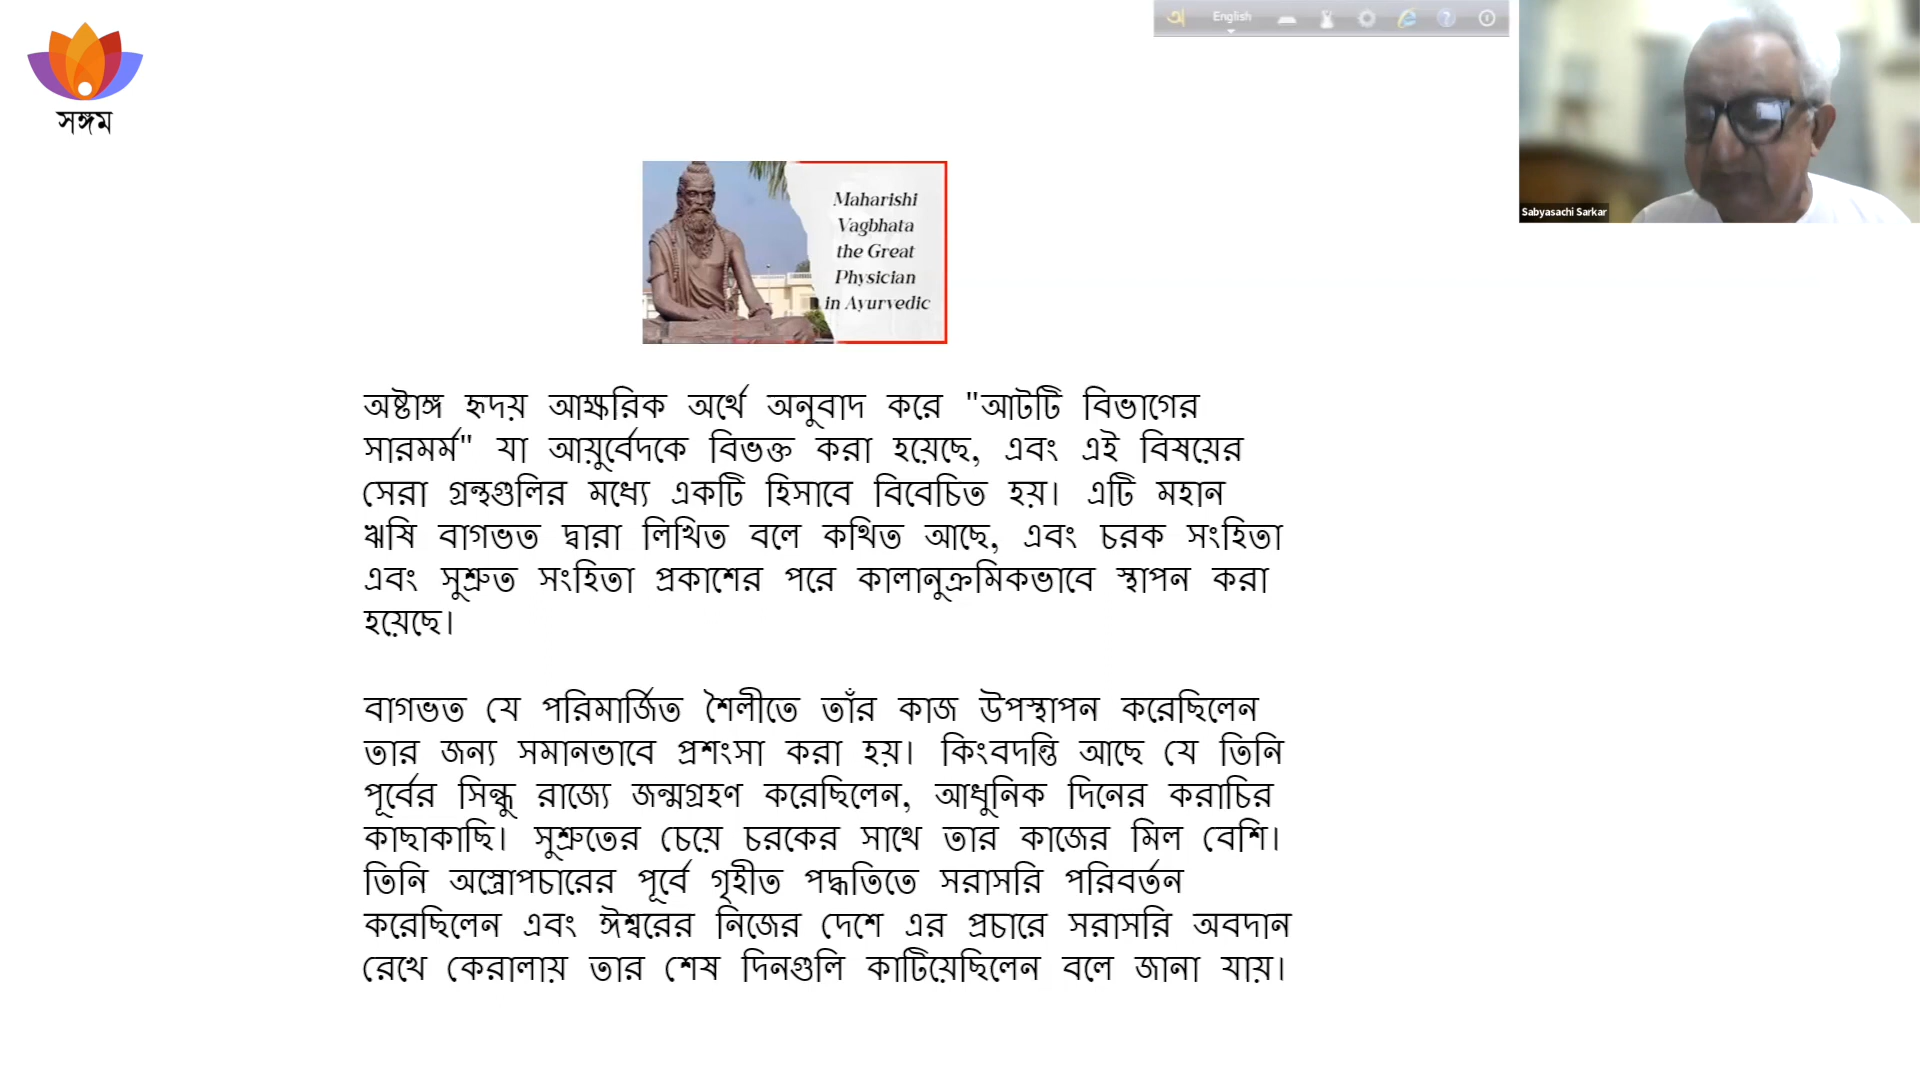 সঙ্গম
অ English
Sabyasachi Sarkar
Maharishi
Vagbhata
the Great
Physician
in Ayurvedic
অষ্টাঙ্গ হৃদয় আক্ষরিক অর্থে অনুবাদ করে "আটটি বিভাগের
সারমর্ম" যা আয়ুর্বেদকে বিভক্ত করা হয়েছে, এবং এই বিষয়ের
সেরা গ্রন্থগুলির মধ্যে একটি হিসাবে বিবেচিত হয়। এটি মহান
ঋষি বাগভত দ্বারা লিখিত বলে কথিত আছে, এবং চরক সংহিতা
এবং সুশ্রুত সংহিতা প্রকাশের পরে কালানুক্রমিকভাবে স্থাপন করা
হয়েছে।
বাগভত যে পরিমার্জিত শৈলীতে তাঁর কাজ উপস্থাপন করেছিলেন
তার জন্য সমানভাবে প্রশংসা করা হয়। কিংবদন্তি আছে যে তিনি
পূর্বের সিন্ধু রাজ্যে জন্মগ্রহণ করেছিলেন, আধুনিক দিনের করাচির
কাছাকাছি। সুশ্রুতের চেয়ে চরকের সাথে তার কাজের মিল বেশি।
তিনি অস্ত্রোপচারের পূর্বে গৃহীত পদ্ধতিতে সরাসরি পরিবর্তন
করেছিলেন এবং ঈশ্বরের নিজের দেশে এর প্রচারে সরাসরি অবদান
রেখে কেরালায় তার শেষ দিনগুলি কাটিয়েছিলেন বলে জানা যায়।